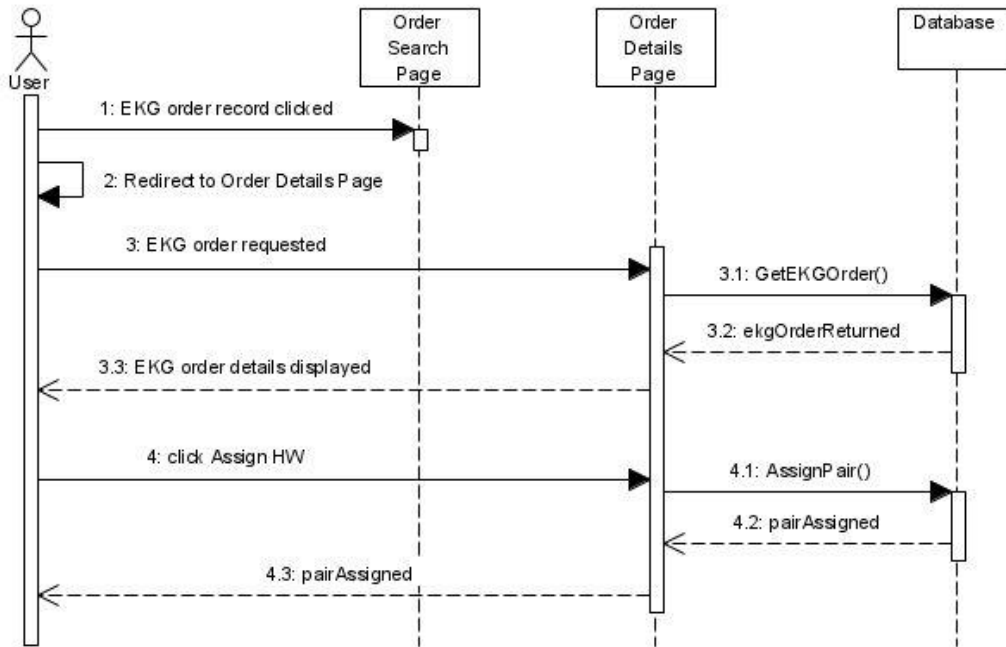 Order
Search
Page
Order
Details
Page
Database
User
1: EKG order record clicked
2: Redirect to Order Details Page
3: EKG order requested
3.1: GetEKGOrder()
3.2: ekgOrderReturned
3.3: EKG order details displayed
4: click Assign HW
4.1: AssignPair()
4.2: pairAssigned
4.3: pairAssigned